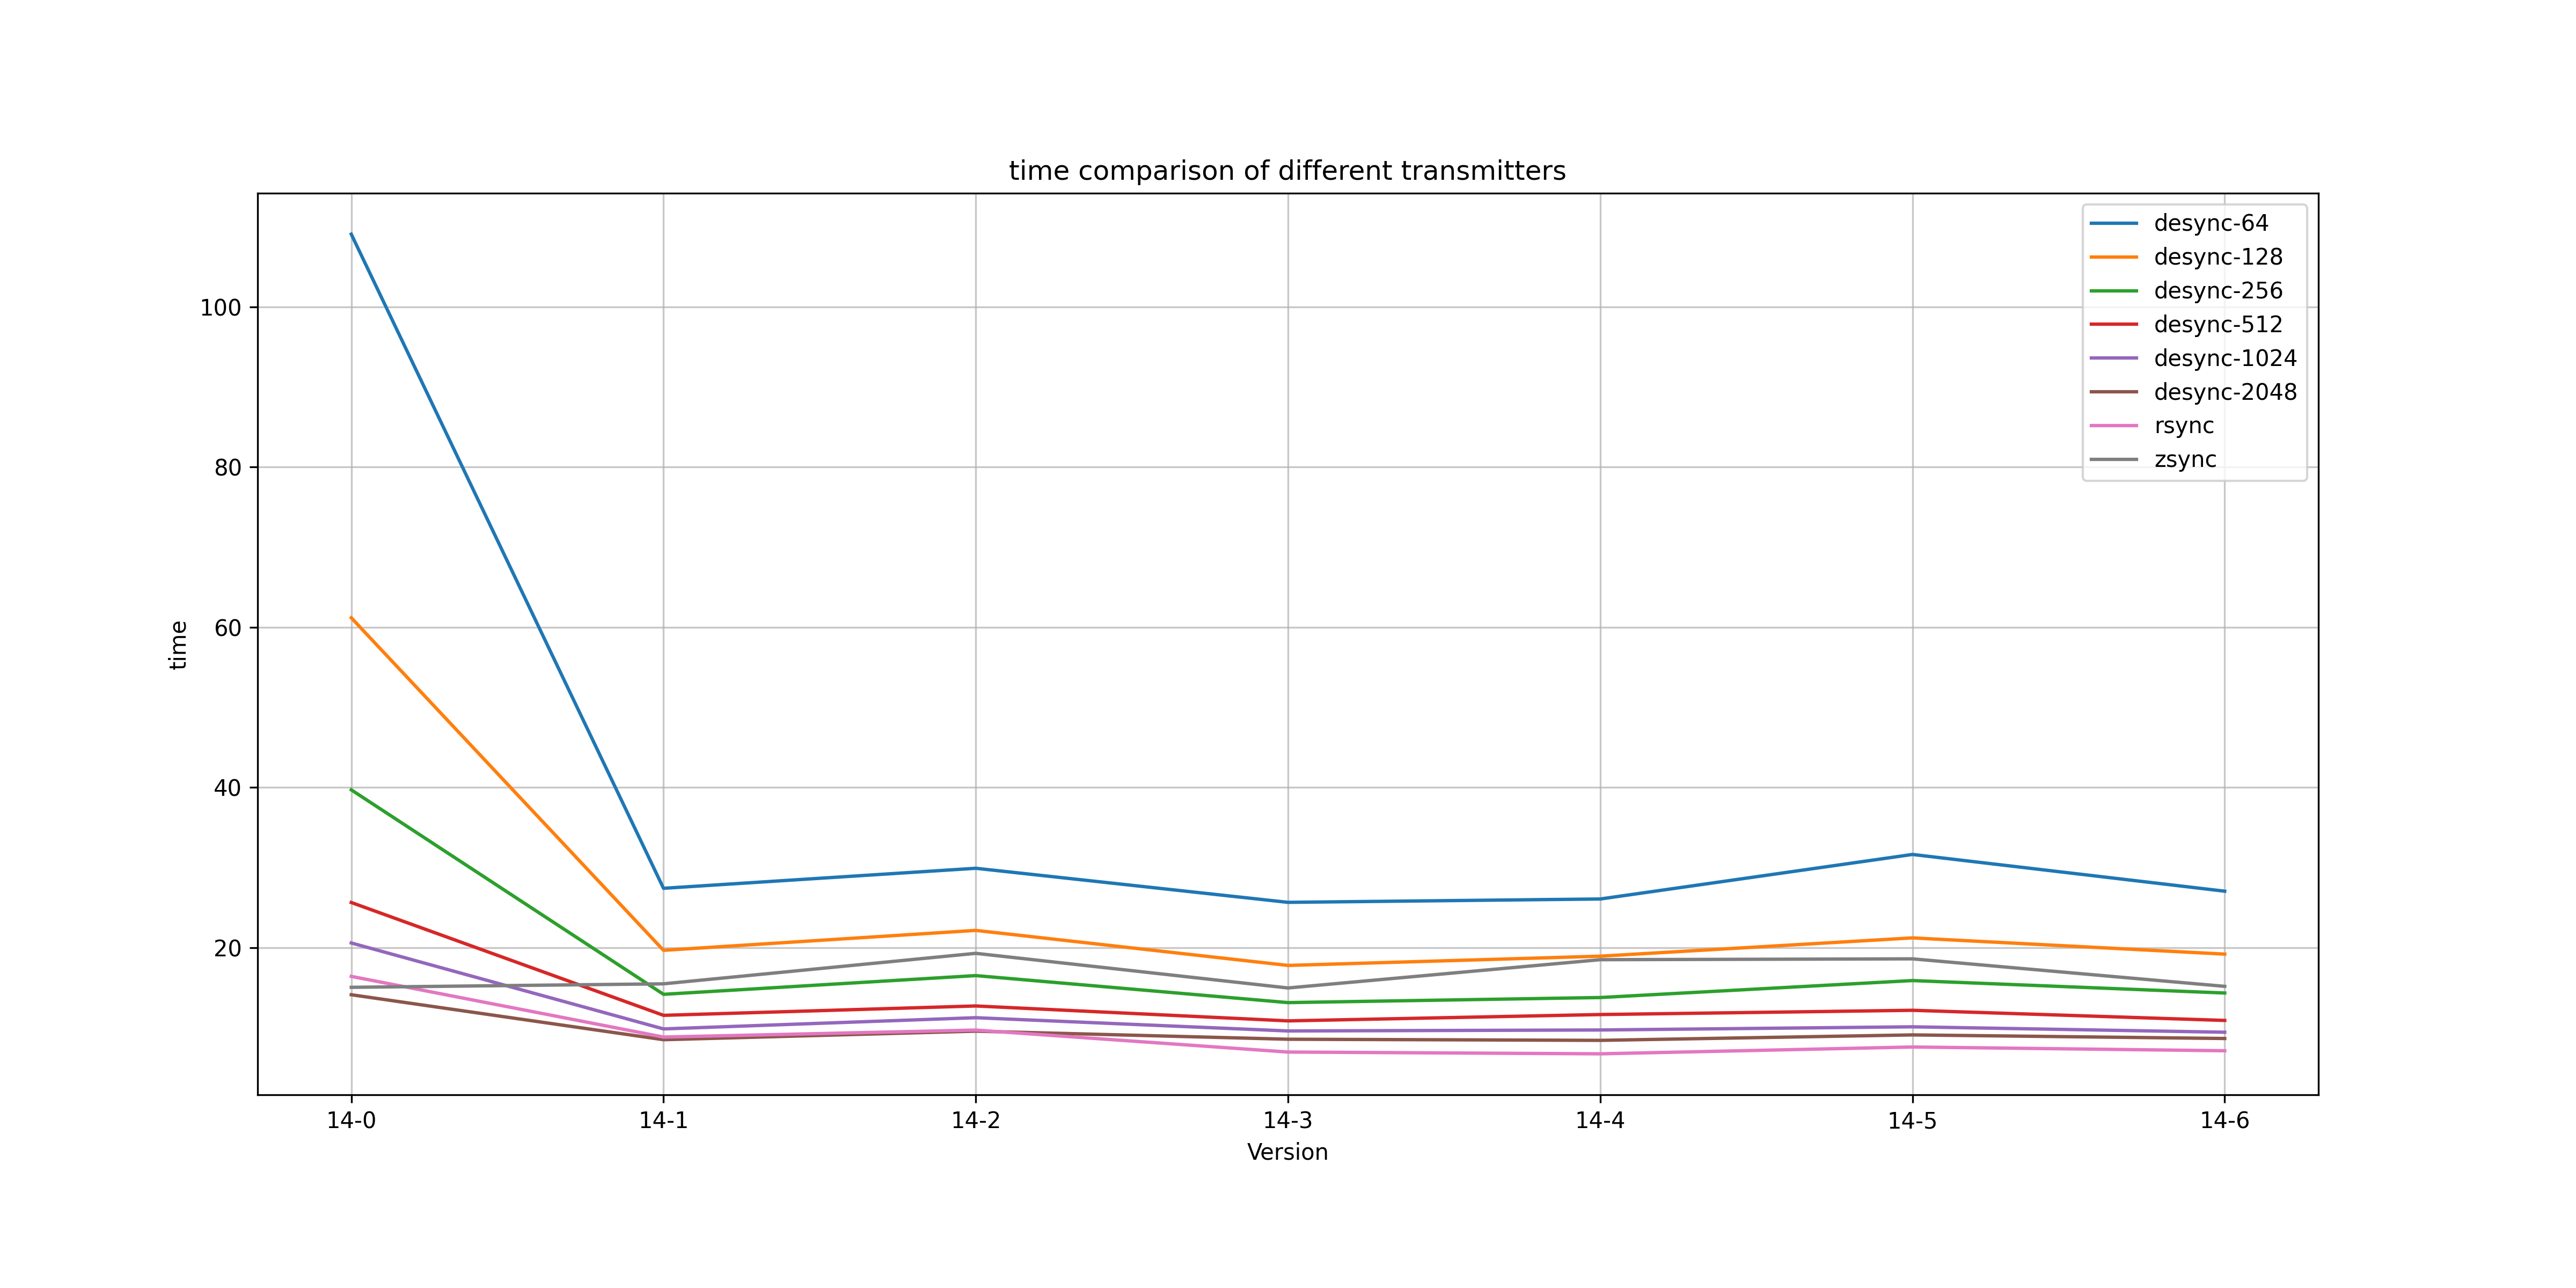 time comparison of different transmitters
time
100
80
60
40
20
desync-64
desync-128
desync-256
desync-512
desync-1024
desync-2048
rsync
zsync
14-0
14-1
14-2
14-3
14-4
14-5
14-6
Version